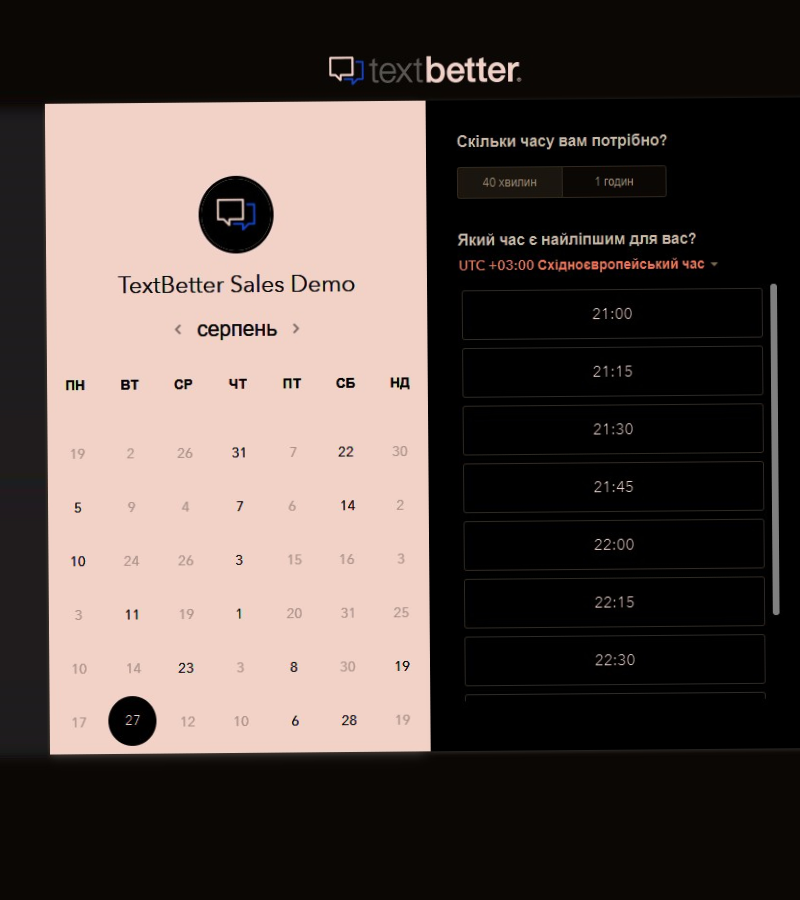 textbetter.
TextBetter Sales Demo
серпень
ПН ВТ СР ЧТ ПТ СБ НД
19 2 26 31 7 22 30
5 9 4 7 6 14 2
10 24 26 3 15 16 3
3 11 19 1 20 31 25
10 14 23 3 8 30 19
17 27 12 10 6 28 19
Скільки часу вам потрібно?
40 хвилин 1 годин
Який час є найліпшим для вас?
UTC +03:00 Східноєвропейський час
21:00
21:15
21:30
21:45
22:00
22:15
22:30